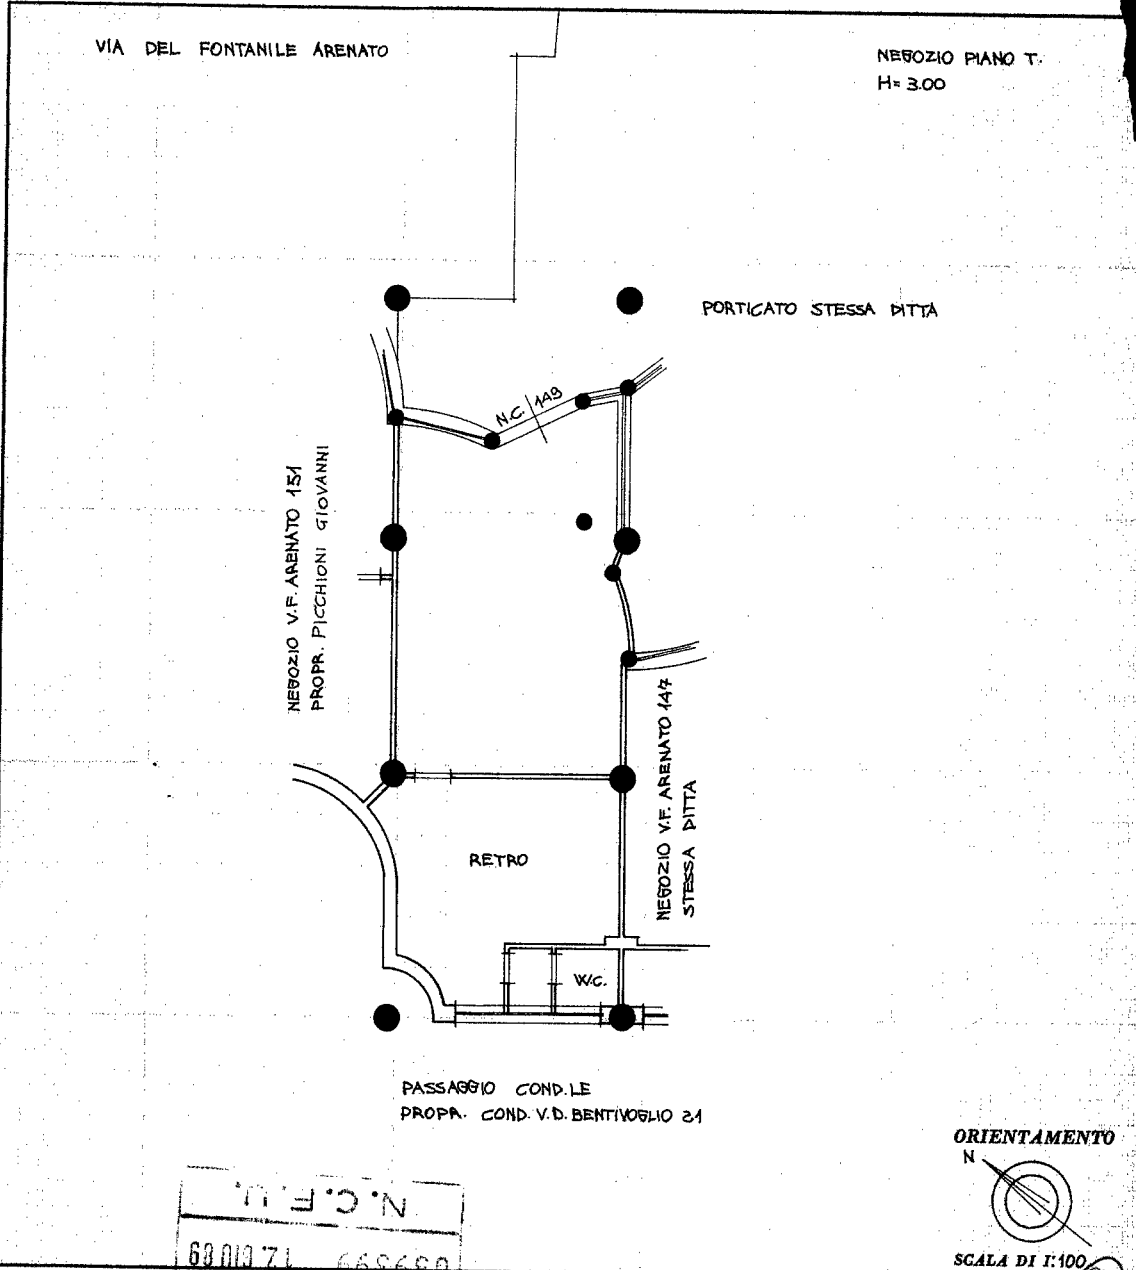 VIA DEL FONTANILE ARENATO
NEGOZIO PIANO T.
H= 3.00
PORTICATO STESSA DITTA
N.C. 149
NEGOZIO V.F. ARENATO 151
PROPR. PICCHIONI GIOVANNI
NEGOZIO V.F. ARENATO 147
STESSA DITTA
RETRO
W.C.
PASSAGGIO COND.LE
PROPR. COND. V.D. BENTIVOGLIO 21
ORIENTAMENTO
N
SCALA DI 1:100
N.C.E.U.